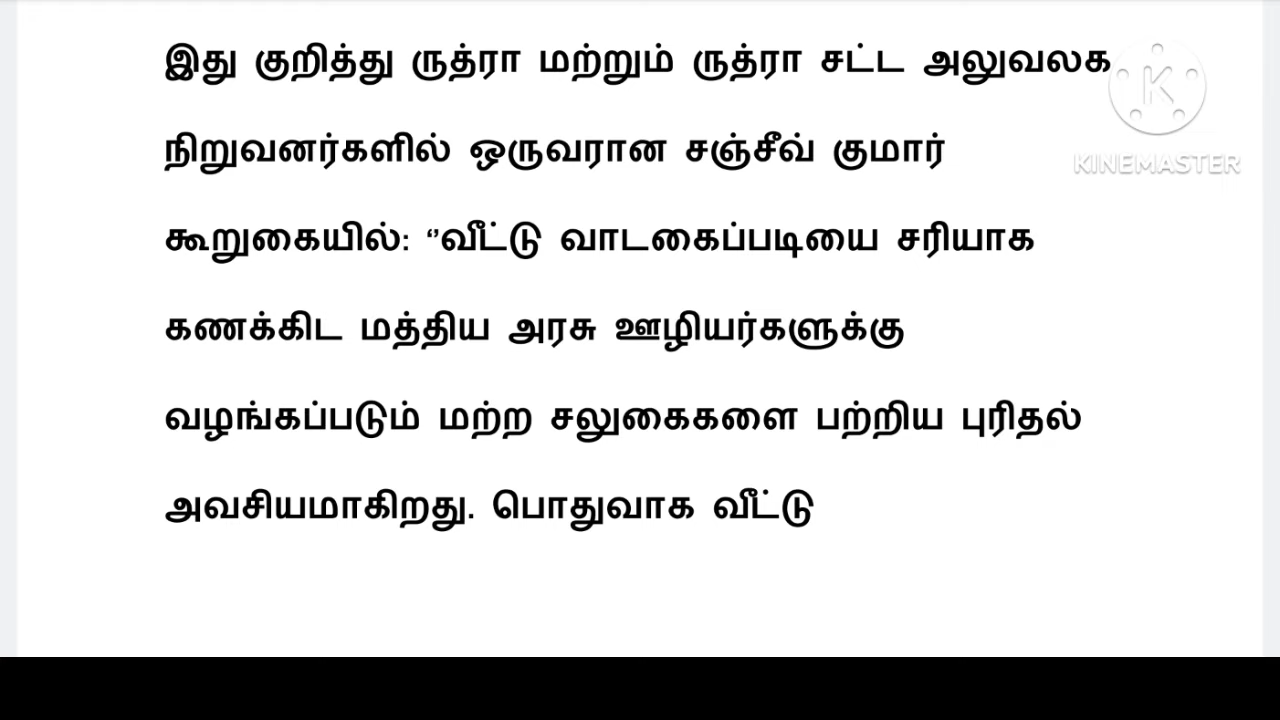 இது குறித்து ருத்ரா மற்றும் ருத்ரா சட்ட அலுவலக
நிறுவனர்களில் ஒருவரான சஞ்சீவ் குமார்
கூறுகையில்: “வீட்டு வாடகைப்படியை சரியாக
கணக்கிட மத்திய அரசு ஊழியர்களுக்கு
வழங்கப்படும் மற்ற சலுகைகளை பற்றிய புரிதல்
அவசியமாகிறது. பொதுவாக வீட்டு
K
KINEMASTER